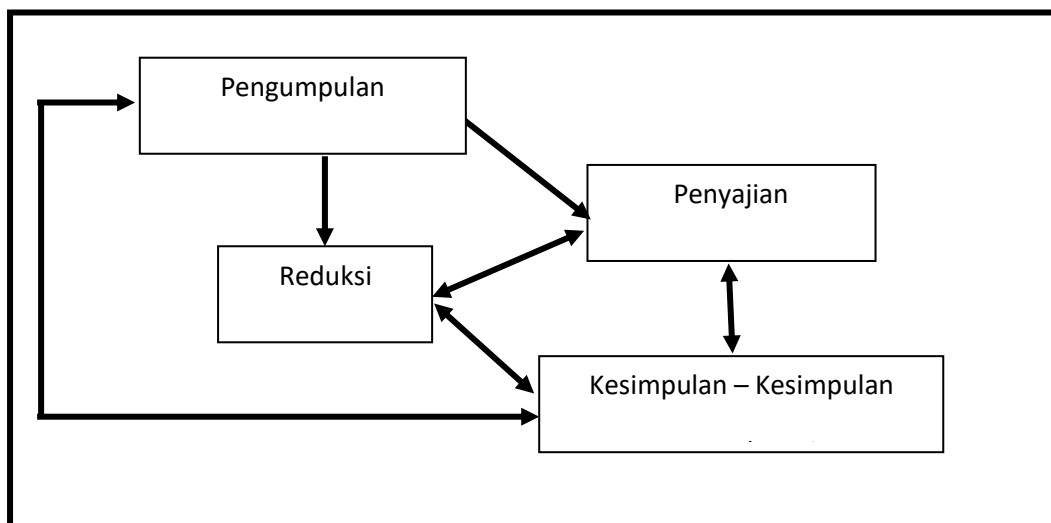 Pengumpulan
Penyajian
Reduksi
Kesimpulan – Kesimpulan